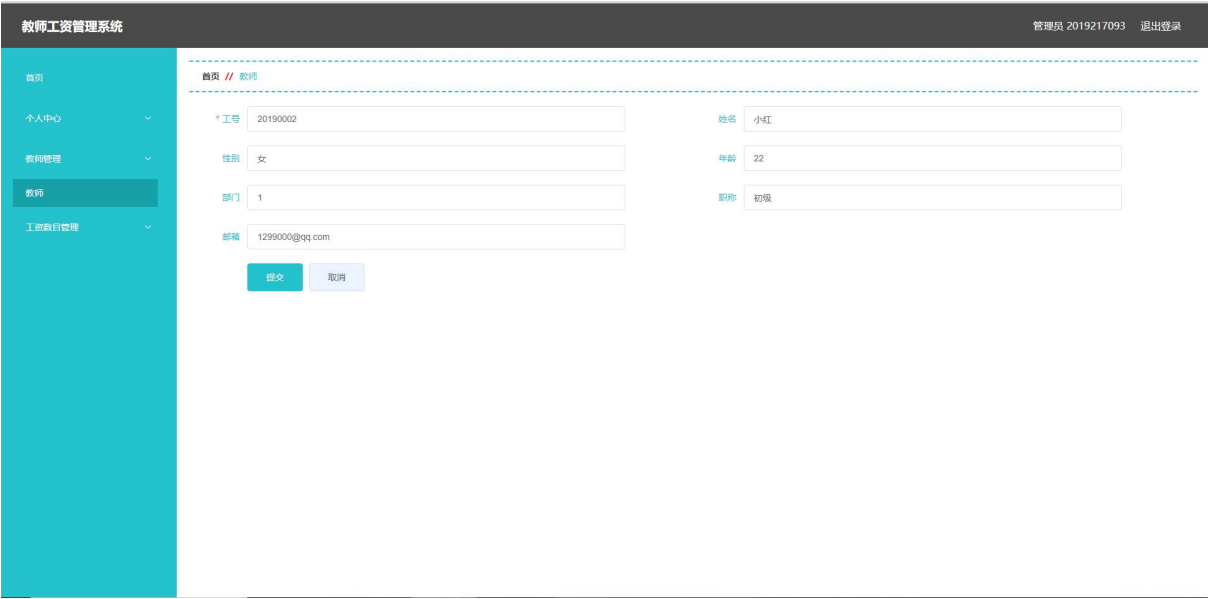 教师工资管理系统
管理员 2019217093 退出登录
首页
个人中心
教师管理
教师
工资数目管理
首页 // 教师
* 工号 20190002 姓名 小红
性别 女 年龄 22
部门 1 职称 初级
邮箱 1299000@qq.com
提交 取消